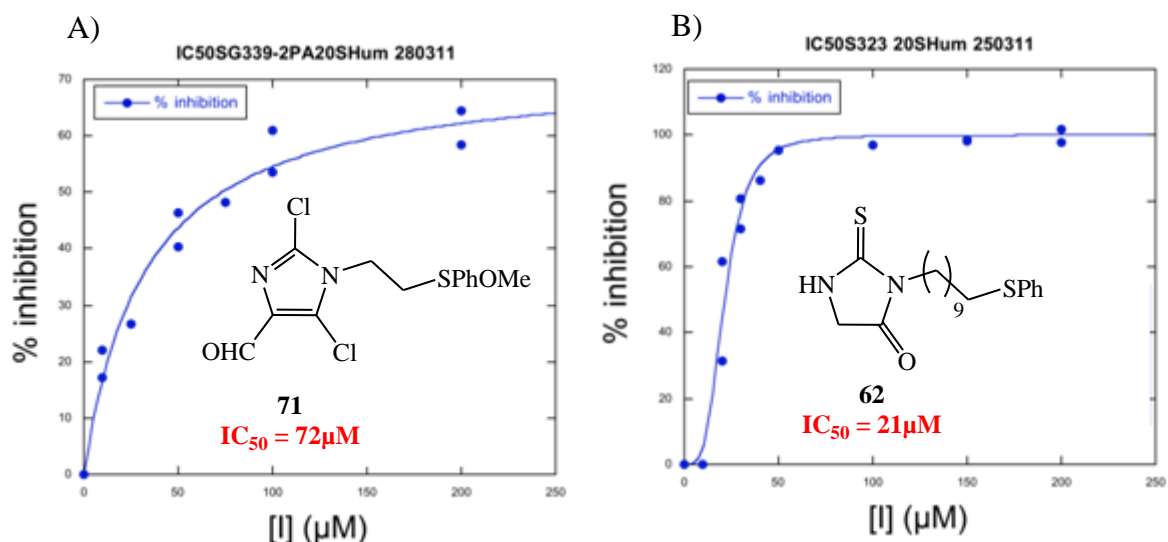 A)
IC50SG339-2PA20SHum 280311
% inhibition
% inhibition
70
60
50
40
30
20
10
0
0
50
100
150
200
250
[I] (µM)
Cl
N
N
SPhOMe
OHC
Cl
71
IC₅₀ = 72µM
B)
IC50S323 20SHum 250311
% inhibition
% inhibition
120
100
80
60
40
20
0
0
50
100
150
200
250
[I] (µM)
S
HN
N
( )
9
SPh
O
62
IC₅₀ = 21µM